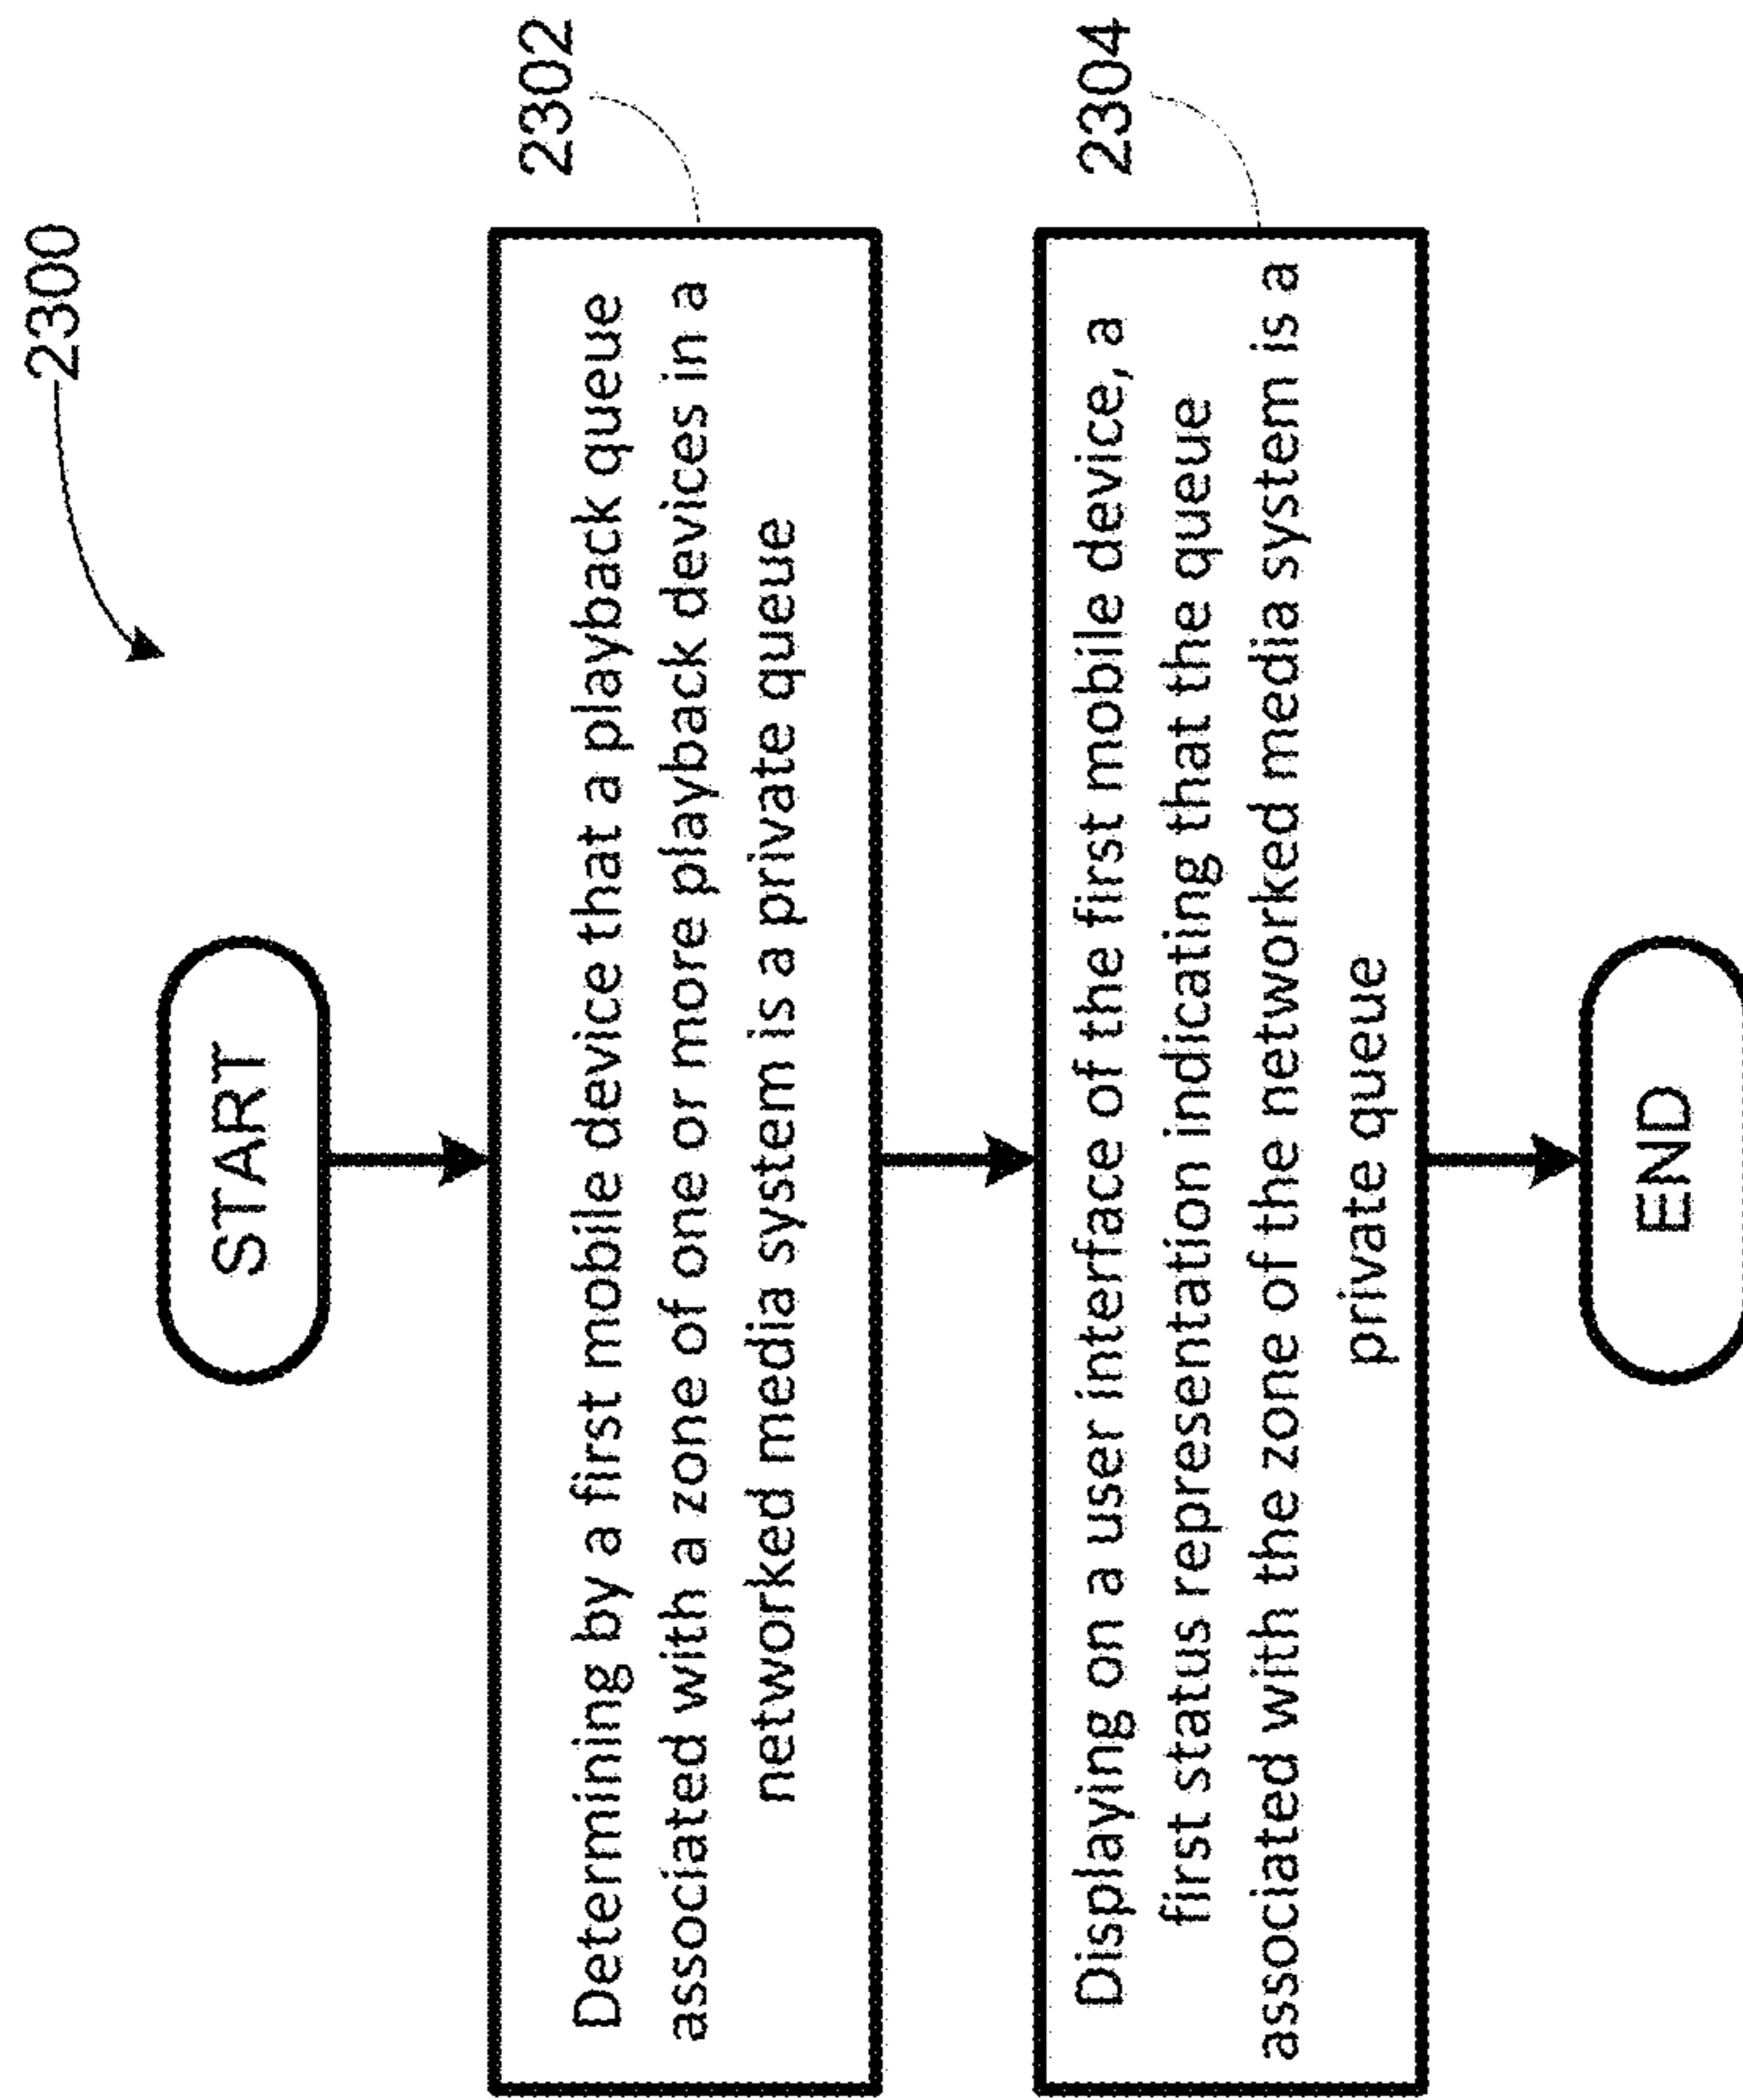 2300
START
Determining by a first mobile device that a playback queue
associated with a zone of one or more playback devices in a
networked media system is a private queue
2302
Displaying on a user interface of the first mobile device, a
first status representation indicating that the queue
associated with the zone of the networked media system is a
private queue
2304
END